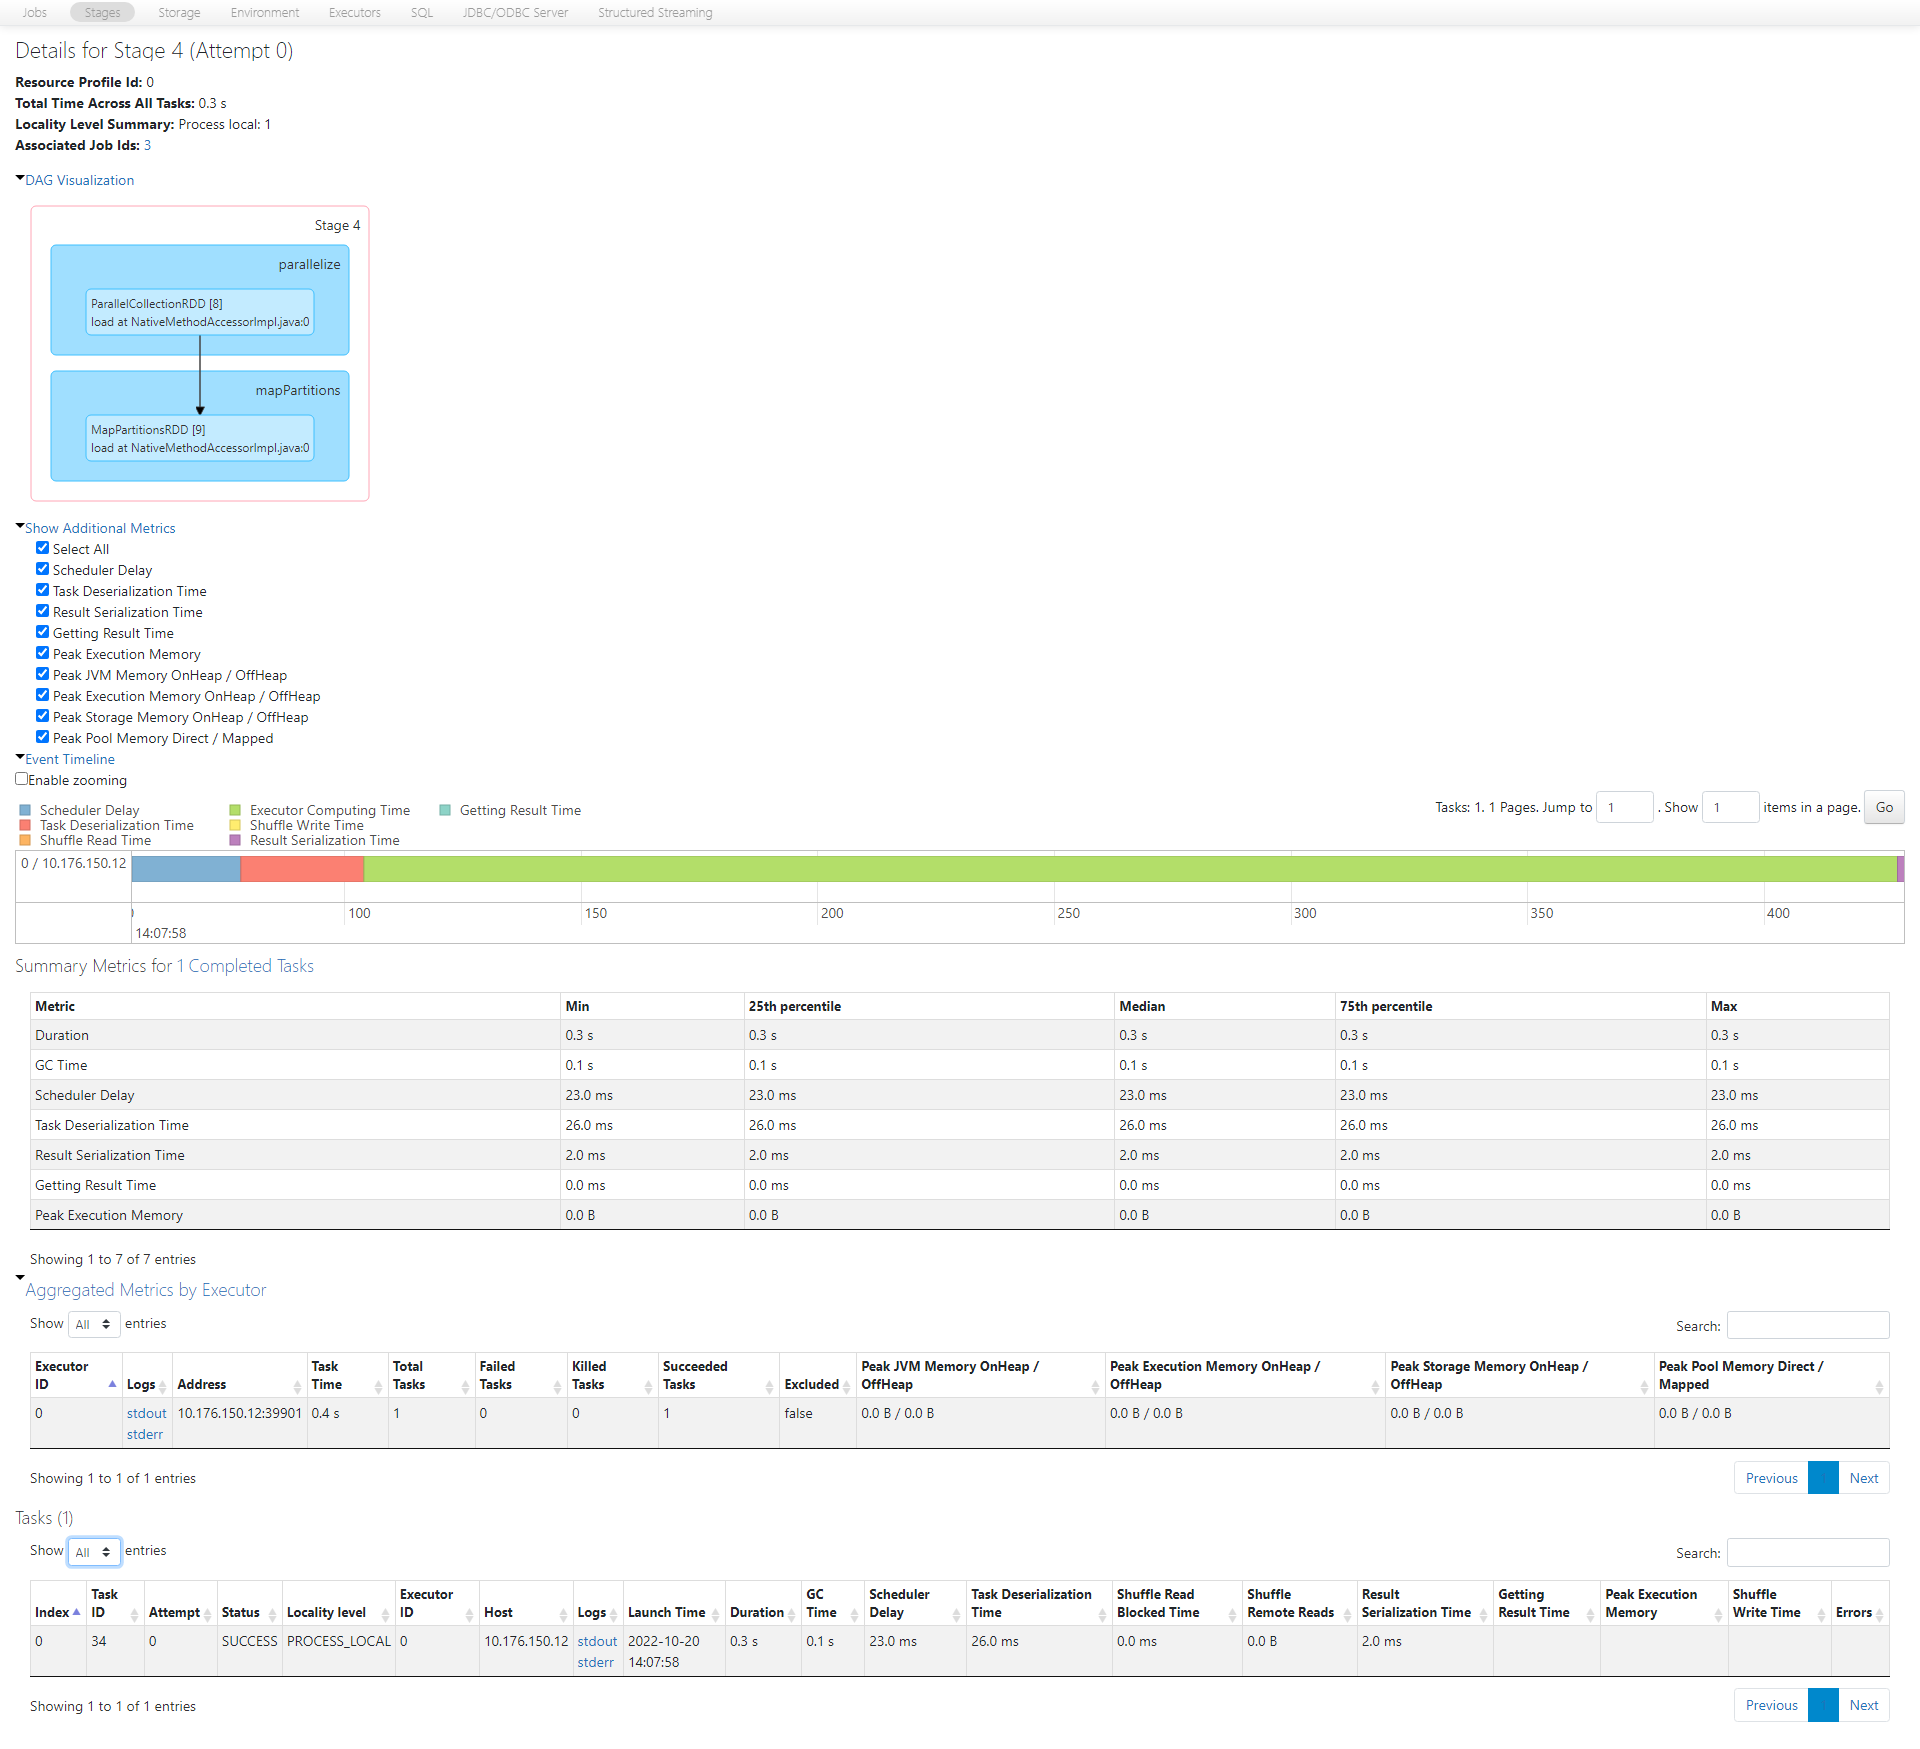 Jobs Stages Storage Environment Executors SQL JDBC/ODBC Server Structured Streaming
Details for Stage 4 (Attempt 0)
Resource Profile Id: 0
Total Time Across All Tasks: 0.3 s
Locality Level Summary: Process local: 1
Associated Job Ids: 3
DAG Visualization
Stage 4
parallelize
ParallelCollectionRDD [8]
load at NativeMethodAccessorImpl.java:0
mapPartitions
MapPartitionsRDD [9]
load at NativeMethodAccessorImpl.java:0
Show Additional Metrics
Select All
Scheduler Delay
Task Deserialization Time
Result Serialization Time
Getting Result Time
Peak Execution Memory
Peak JVM Memory OnHeap / OffHeap
Peak Execution Memory OnHeap / OffHeap
Peak Storage Memory OnHeap / OffHeap
Peak Pool Memory Direct / Mapped
Event Timeline
Enable zooming
Scheduler Delay Executor Computing Time Getting Result Time
Task Deserialization Time Shuffle Write Time
Shuffle Read Time Result Serialization Time
Tasks: 1. 1 Pages. Jump to 1 . Show 1 items in a page. Go
0 / 10.176.150.12
100 150 200 250 300 350 400
14:07:58
Summary Metrics for 1 Completed Tasks
Metric Min 25th percentile Median 75th percentile Max
Duration 0.3 s 0.3 s 0.3 s 0.3 s 0.3 s
GC Time 0.1 s 0.1 s 0.1 s 0.1 s 0.1 s
Scheduler Delay 23.0 ms 23.0 ms 23.0 ms 23.0 ms 23.0 ms
Task Deserialization Time 26.0 ms 26.0 ms 26.0 ms 26.0 ms 26.0 ms
Result Serialization Time 2.0 ms 2.0 ms 2.0 ms 2.0 ms 2.0 ms
Getting Result Time 0.0 ms 0.0 ms 0.0 ms 0.0 ms 0.0 ms
Peak Execution Memory 0.0 B 0.0 B 0.0 B 0.0 B 0.0 B
Showing 1 to 7 of 7 entries
Aggregated Metrics by Executor
Show All entries Search:
Executor Task Total Failed Killed Succeeded Peak JVM Memory OnHeap / Peak Execution Memory OnHeap / Peak Storage Memory OnHeap / Peak Pool Memory Direct /
ID Logs Address Time Tasks Tasks Tasks Tasks Excluded OffHeap OffHeap OffHeap Mapped
0 stdout 10.176.150.12:39901 0.4 s 1 0 0 1 false 0.0 B / 0.0 B 0.0 B / 0.0 B 0.0 B / 0.0 B 0.0 B / 0.0 B
stderr
Showing 1 to 1 of 1 entries
Previous Next
Tasks (1)
Show All entries Search:
Task Executor GC Scheduler Task Deserialization Shuffle Read Shuffle Result Getting Peak Execution Shuffle
Index ID Attempt Status Locality level ID Host Logs Launch Time Duration Time Delay Time Blocked Time Remote Reads Serialization Time Result Time Memory Write Time Errors
0 34 0 SUCCESS PROCESS_LOCAL 0 10.176.150.12 stdout 2022-10-20 0.3 s 0.1 s 23.0 ms 26.0 ms 0.0 ms 0.0 B 2.0 ms
stderr 14:07:58
Showing 1 to 1 of 1 entries
Previous Next